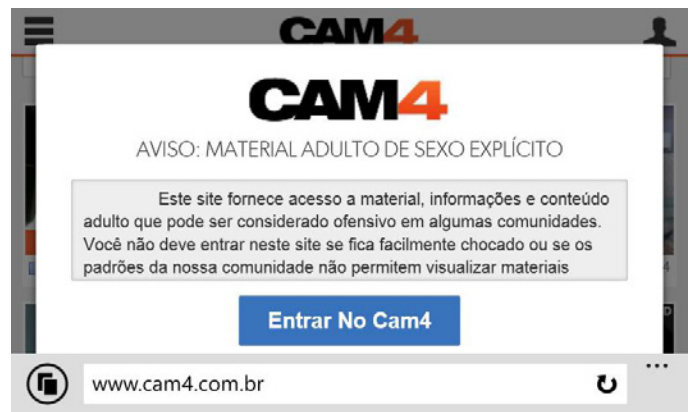 CAM4
CAM4
AVISO: MATERIAL ADULTO DE SEXO EXPLÍCITO
Este site fornece acesso a material, informações e conteúdo
adulto que pode ser considerado ofensivo em algumas comunidades.
Você não deve entrar neste site se fica facilmente chocado ou se os
padrões da nossa comunidade não permitem visualizar materiais
4
Entrar No Cam4
www.cam4.com.br